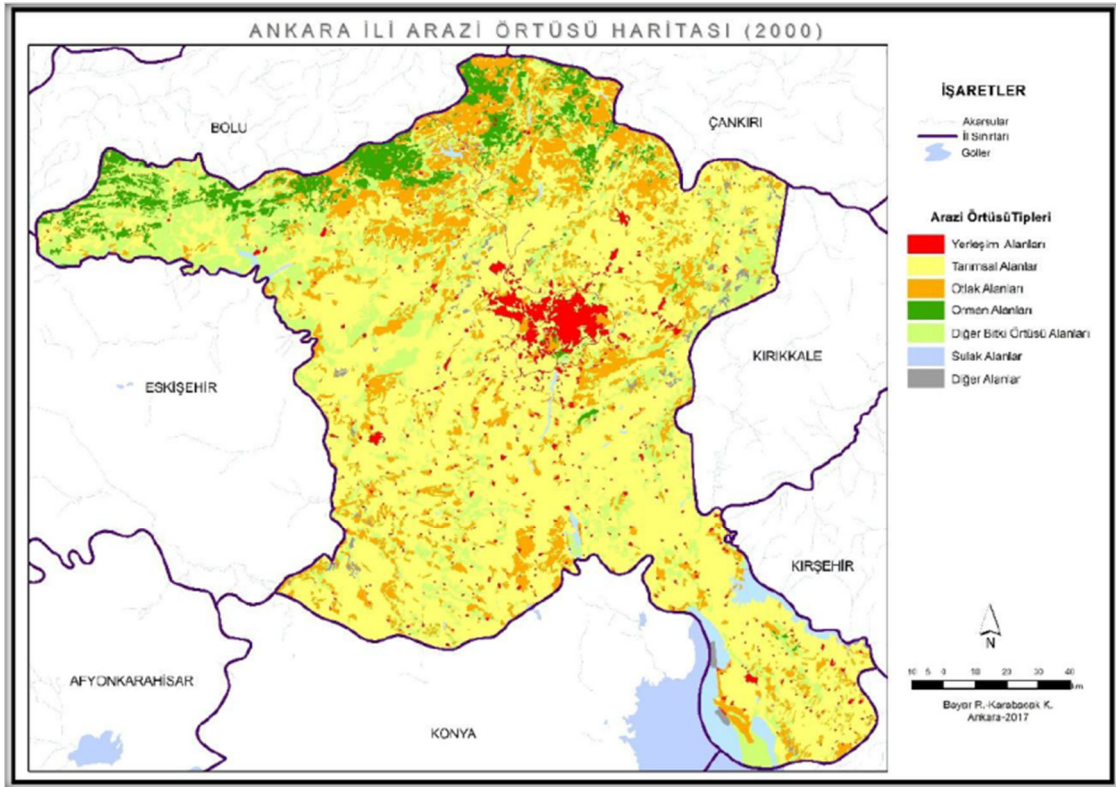 ANKARA İLİ ARAZİ ÖRTÜSÜ HARİTASI (2000)
BOLU
ÇANKIRI
KIRIKKALE
ESKİŞEHİR
KIRŞEHİR
AFYONKARAHİSAR
KONYA
İŞARETLER
Akarsular
İl Sınırları
Göller
Arazi ÖrtüsüTipleri
Yerleşim Alanları
Tarımsal Alanlar
Otlak Alanları
Orman Alanları
Diğer Bitki Örtüsü Alanları
Sulak Alanlar
Diğer Alanlar
N
10 5 0 10 20 30 40
km
Bayar R.-Karabacak K.
Ankara-2017